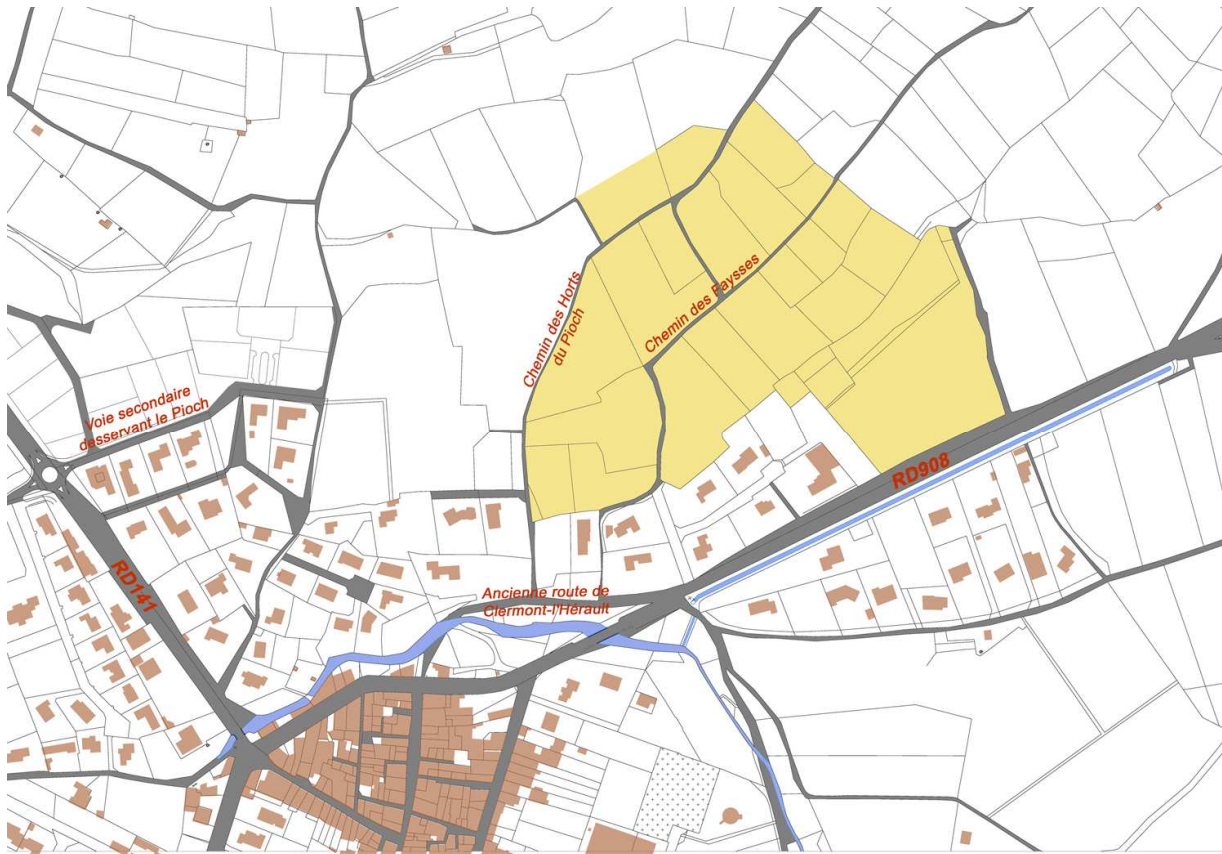 Chemin des Horts
du Pioch
Chemin des Faysses
Voie secondaire
desservant le Pioch
RD908
RD141
Ancienne route de
Clermont-l'Hérault